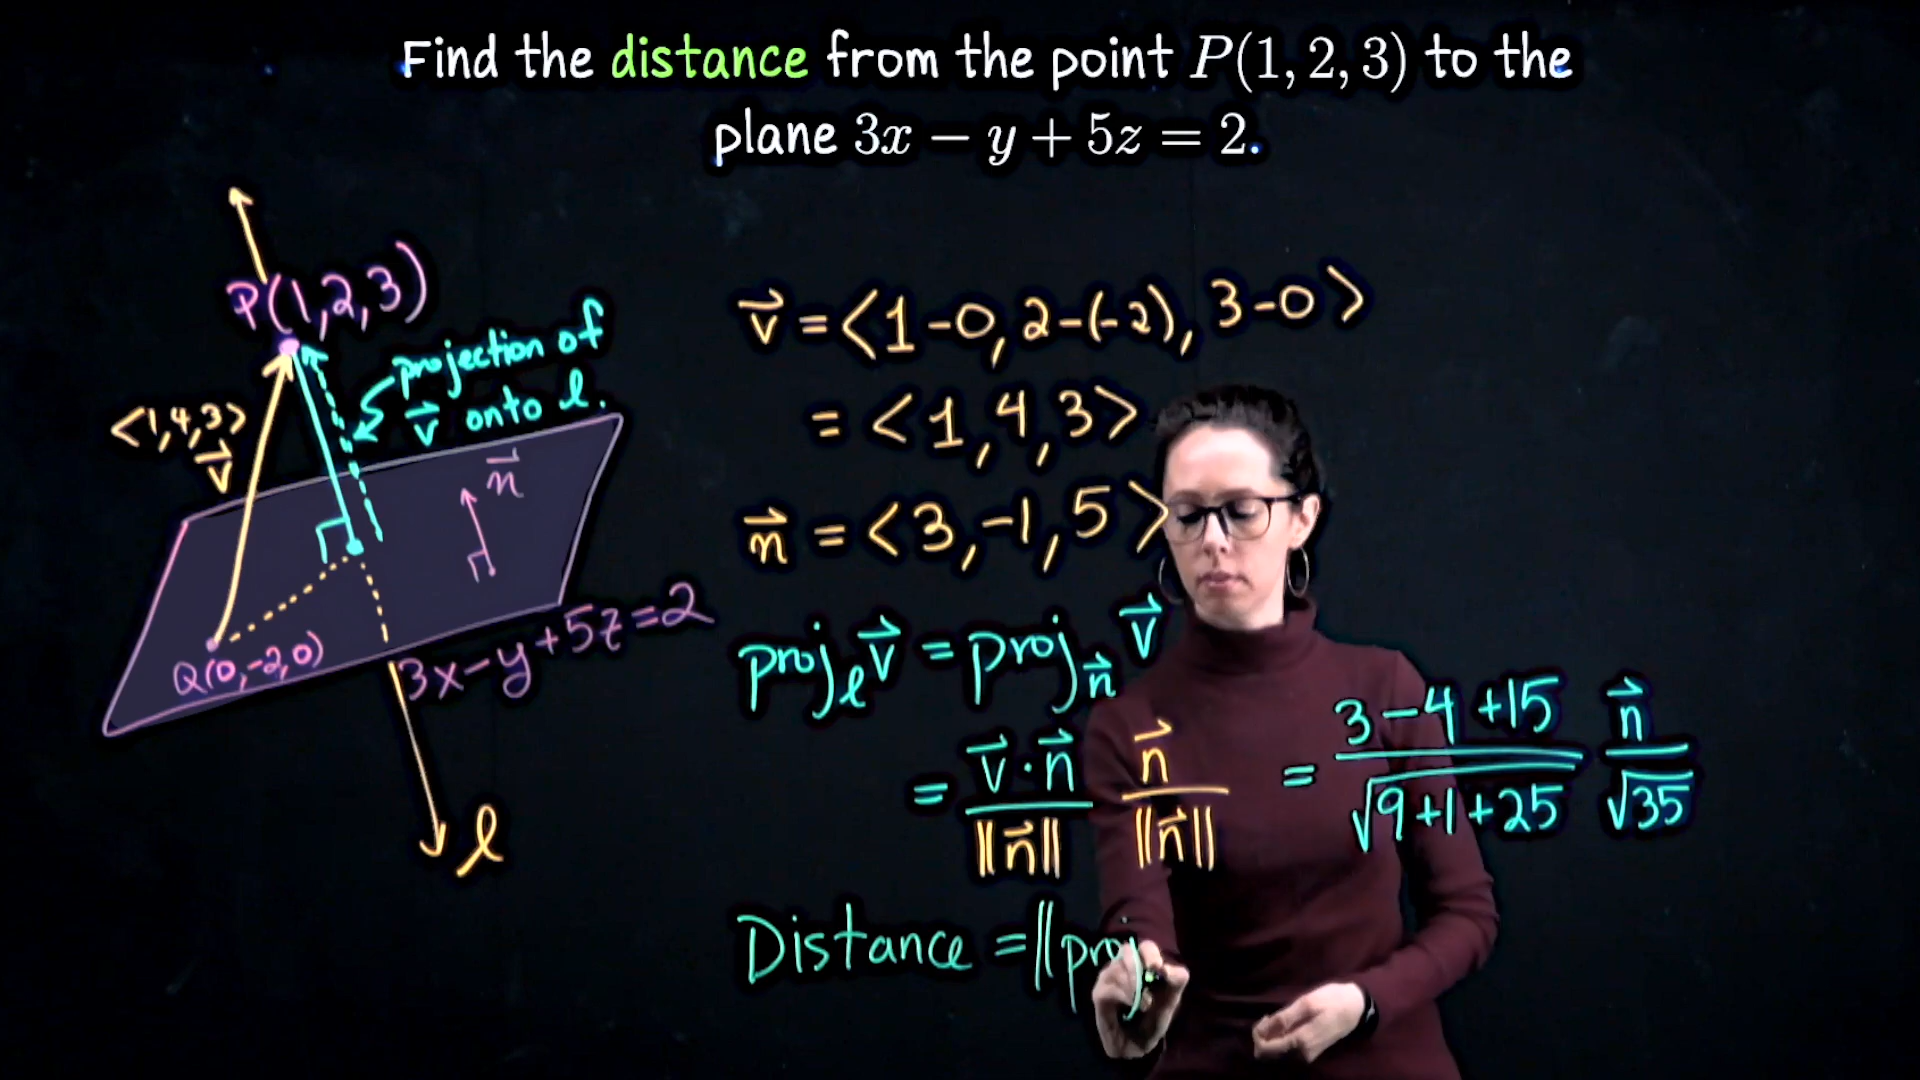 Find the distance from the point P(1, 2, 3) to the
plane 3x − y + 5z = 2.
P(1,2,3)
projection of
v⃗ onto ℓ.
<1,4,3>
v⃗
n⃗
Q(0,-2,0)
3x-y+5z=2
ℓ
v⃗ = <1-0, 2-(-2), 3-0>
= <1,4,3>
n⃗ = <3,-1,5>
proj_ℓ v⃗ = proj_n⃗ v⃗
= (v⃗·n⃗)/||n⃗|| n⃗/||n⃗|| = (3-4+15)/√(9+1+25) n⃗/√35
Distance = ||proj